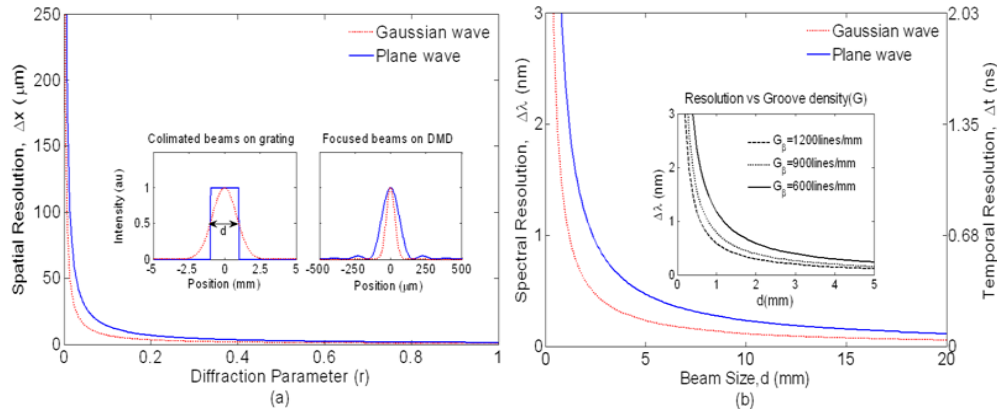 250
200
150
100
50
0
Spatial Resolution, Δx ( μm)
Gaussian wave
Plane wave
Colimated beams on grating
1
0.5
0
Intensity (au)
d
-5 -2.5 0 2.5 5
Position (mm)
Focused beams on DMD
-500 -250 0 250 500
Position (μm)
0 0.2 0.4 0.6 0.8 1
Diffraction Parameter (r)
(a)
3
2
1
0
Spectral Resolution, Δλ (nm)
Gaussian wave
Plane wave
Resolution vs Groove density(G)
3
2
1
0
Δλ (nm)
Gβ=1200lines/mm
Gβ=900lines/mm
Gβ=600lines/mm
0 1 2 3 4 5
d(mm)
2.03
1.35
0.68
0
Temporal Resolution, Δt (ns)
0 5 10 15 20
Beam Size,d (mm)
(b)